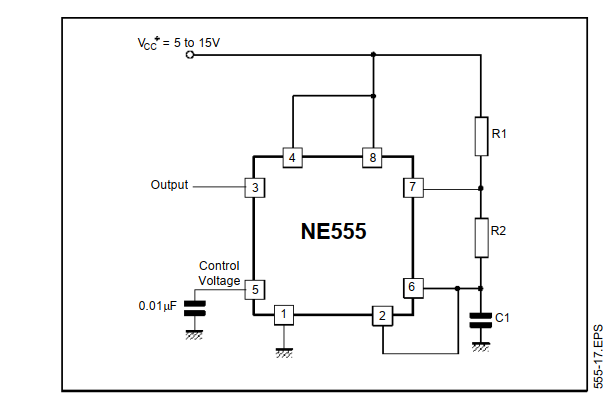 Vcc+ = 5 to 15V
R1
4
8
Output
3
7
NE555
R2
Control
Voltage
5
6
0.01µF
1
2
C1
555-17.EPS